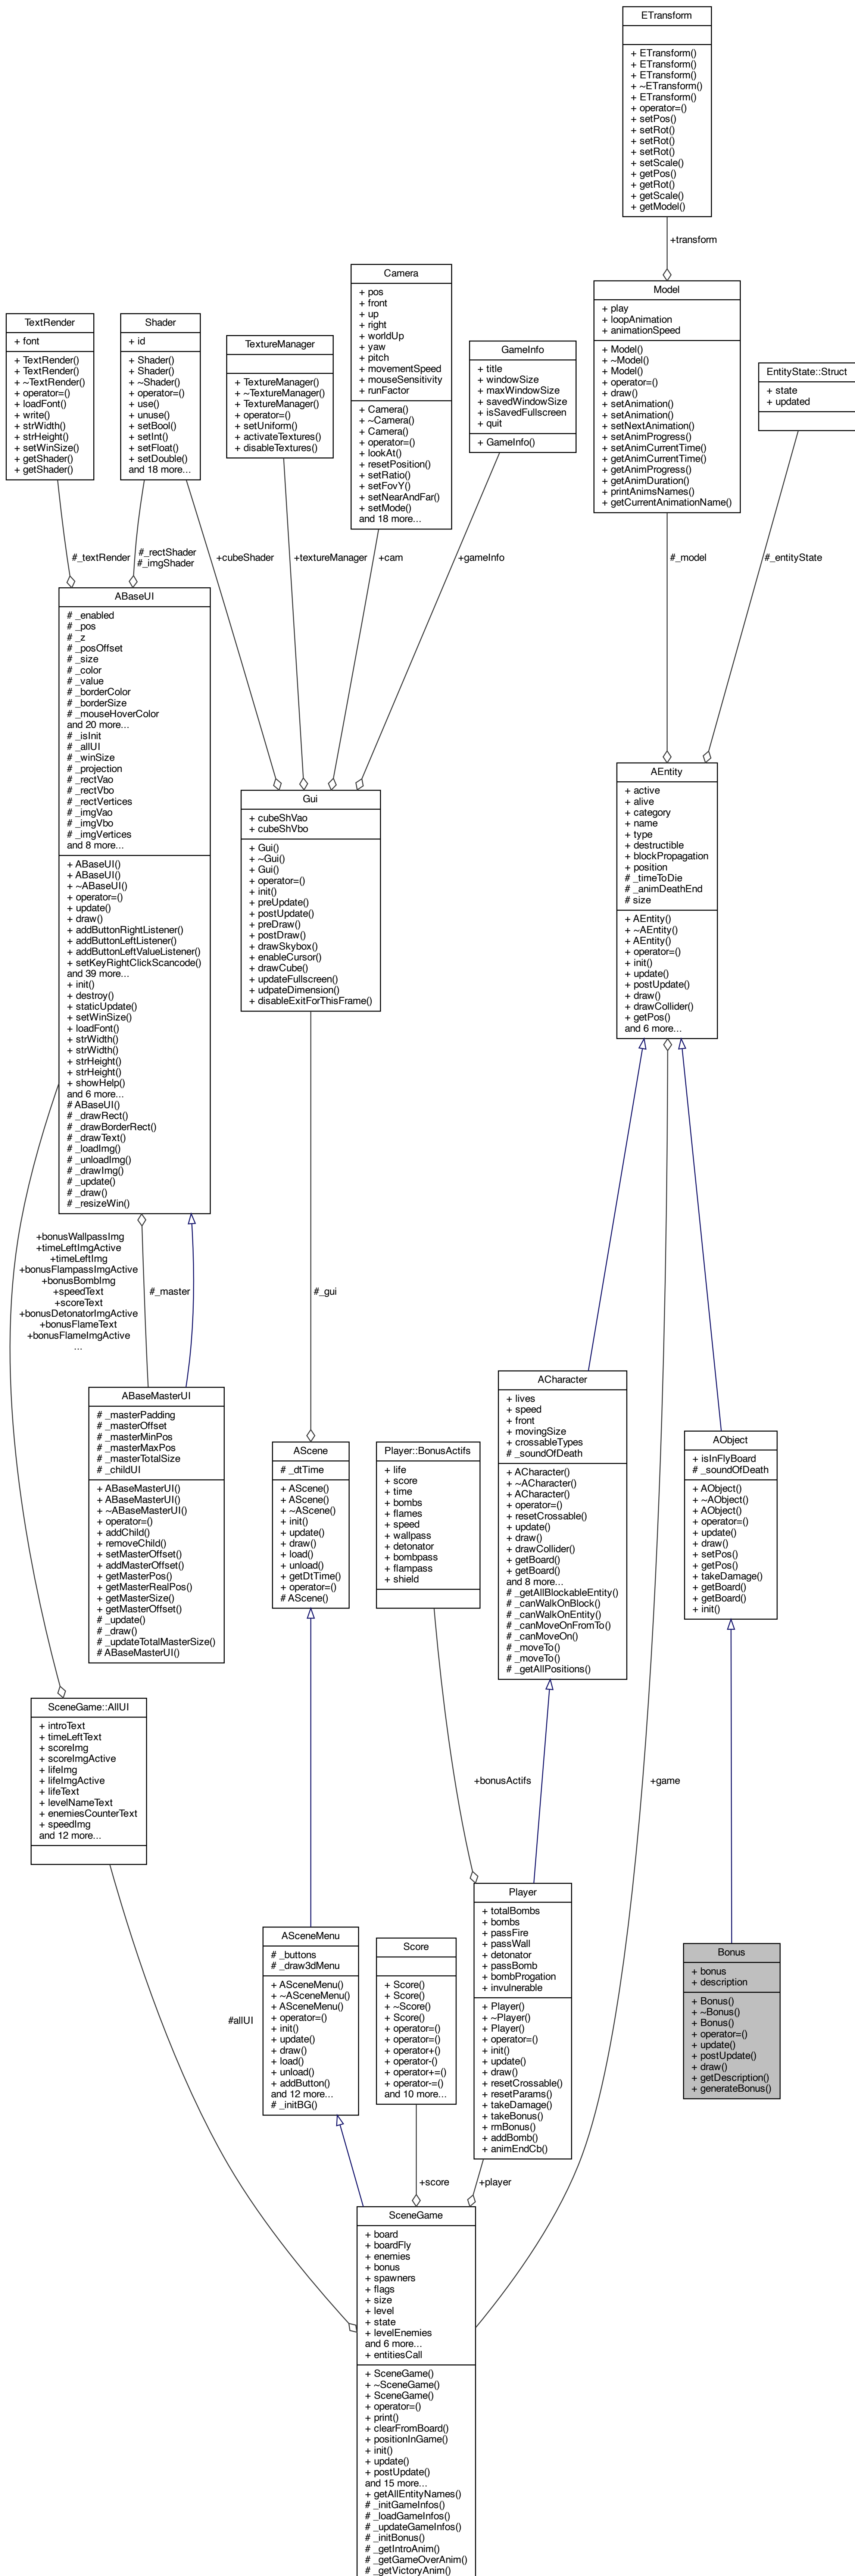 ETransform
+ ETransform()
+ ETransform()
+ ETransform()
+ ~ETransform()
+ ETransform()
+ operator=()
+ setPos()
+ setRot()
+ setRot()
+ setRot()
+ setScale()
+ getPos()
+ getRot()
+ getScale()
+ getModel()
+transform
Model
+ play
+ loopAnimation
+ animationSpeed
+ Model()
+ ~Model()
+ Model()
+ operator=()
+ draw()
+ setAnimation()
+ setAnimation()
+ setNextAnimation()
+ setAnimProgress()
+ setAnimCurrentTime()
+ getAnimCurrentTime()
+ getAnimProgress()
+ getAnimDuration()
+ printAnimsNames()
+ getCurrentAnimationName()
TextRender
+ font
+ TextRender()
+ TextRender()
+ ~TextRender()
+ operator=()
+ loadFont()
+ write()
+ strWidth()
+ strHeight()
+ setWinSize()
+ getShader()
+ getShader()
Shader
+ id
+ Shader()
+ Shader()
+ ~Shader()
+ operator=()
+ use()
+ unuse()
+ setBool()
+ setInt()
+ setFloat()
+ setDouble()
and 18 more...
TextureManager
+ TextureManager()
+ ~TextureManager()
+ TextureManager()
+ operator=()
+ setUniform()
+ activateTextures()
+ disableTextures()
Camera
+ pos
+ front
+ up
+ right
+ worldUp
+ yaw
+ pitch
+ movementSpeed
+ mouseSensitivity
+ runFactor
+ Camera()
+ ~Camera()
+ Camera()
+ operator=()
+ lookAt()
+ resetPosition()
+ setRatio()
+ setFovY()
+ setNearAndFar()
+ setMode()
and 18 more...
GameInfo
+ title
+ windowSize
+ maxWindowSize
+ savedWindowSize
+ isSavedFullscreen
+ quit
+ GameInfo()
EntityState::Struct
+ state
+ updated
#_textRender
#_rectShader
#_imgShader
+cubeShader
+textureManager
+cam
+gameInfo
#_model
#_entityState
ABaseUI
# _enabled
# _pos
# _z
# _posOffset
# _size
# _color
# _value
# _borderColor
# _borderSize
# _mouseHoverColor
and 20 more...
# _isInit
# _allUI
# _winSize
# _projection
# _rectVao
# _rectVbo
# _rectVertices
# _imgVao
# _imgVbo
# _imgVertices
and 8 more...
+ ABaseUI()
+ ABaseUI()
+ ~ABaseUI()
+ operator=()
+ update()
+ draw()
+ addButtonRightListener()
+ addButtonLeftListener()
+ addButtonLeftValueListener()
+ setKeyRightClickScancode()
and 39 more...
+ init()
+ destroy()
+ staticUpdate()
+ setWinSize()
+ loadFont()
+ strWidth()
+ strWidth()
+ strHeight()
+ strHeight()
+ showHelp()
and 6 more...
# ABaseUI()
# _drawRect()
# _drawBorderRect()
# _drawText()
# _loadImg()
# _unloadImg()
# _drawImg()
# _update()
# _draw()
# _resizeWin()
Gui
+ cubeShVao
+ cubeShVbo
+ Gui()
+ ~Gui()
+ Gui()
+ operator=()
+ init()
+ preUpdate()
+ postUpdate()
+ preDraw()
+ postDraw()
+ drawSkybox()
+ enableCursor()
+ drawCube()
+ updateFullscreen()
+ udpateDimension()
+ disableExitForThisFrame()
AEntity
+ active
+ alive
+ category
+ name
+ type
+ destructible
+ blockPropagation
+ position
# _timeToDie
# _animDeathEnd
# size
+ AEntity()
+ ~AEntity()
+ AEntity()
+ operator=()
+ init()
+ update()
+ postUpdate()
+ draw()
+ drawCollider()
+ getPos()
and 6 more...
+bonusWallpassImg
+timeLeftImgActive
+timeLeftImg
+bonusFlampassImgActive
+bonusBombImg
+speedText
+scoreText
+bonusDetonatorImgActive
+bonusFlameText
+bonusFlameImgActive
...
#_master
#_gui
ABaseMasterUI
# _masterPadding
# _masterOffset
# _masterMinPos
# _masterMaxPos
# _masterTotalSize
# _childUI
+ ABaseMasterUI()
+ ABaseMasterUI()
+ ~ABaseMasterUI()
+ operator=()
+ addChild()
+ removeChild()
+ setMasterOffset()
+ addMasterOffset()
+ getMasterPos()
+ getMasterRealPos()
+ getMasterSize()
+ getMasterOffset()
# _update()
# _draw()
# _updateTotalMasterSize()
# ABaseMasterUI()
AScene
# _dtTime
+ AScene()
+ AScene()
+ ~AScene()
+ init()
+ update()
+ draw()
+ load()
+ unload()
+ getDtTime()
+ operator=()
# AScene()
Player::BonusActifs
+ life
+ score
+ time
+ bombs
+ flames
+ speed
+ wallpass
+ detonator
+ bombpass
+ flampass
+ shield
ACharacter
+ lives
+ speed
+ front
+ movingSize
+ crossableTypes
# _soundOfDeath
+ ACharacter()
+ ~ACharacter()
+ ACharacter()
+ operator=()
+ resetCrossable()
+ update()
+ draw()
+ drawCollider()
+ getBoard()
+ getBoard()
and 8 more...
# _getAllBlockableEntity()
# _canWalkOnBlock()
# _canWalkOnEntity()
# _canMoveOnFromTo()
# _canMoveOn()
# _moveTo()
# _moveTo()
# _getAllPositions()
AObject
+ isInFlyBoard
# _soundOfDeath
+ AObject()
+ ~AObject()
+ AObject()
+ operator=()
+ update()
+ draw()
+ setPos()
+ getPos()
+ takeDamage()
+ getBoard()
+ getBoard()
+ init()
SceneGame::AllUI
+ introText
+ timeLeftText
+ scoreImg
+ scoreImgActive
+ lifeImg
+ lifeImgActive
+ lifeText
+ levelNameText
+ enemiesCounterText
+ speedImg
and 12 more...
+bonusActifs
+game
ASceneMenu
# _buttons
# _draw3dMenu
+ ASceneMenu()
+ ~ASceneMenu()
+ ASceneMenu()
+ operator=()
+ init()
+ update()
+ draw()
+ load()
+ unload()
+ addButton()
and 12 more...
# _initBG()
Score
+ Score()
+ Score()
+ ~Score()
+ Score()
+ operator=()
+ operator=()
+ operator+()
+ operator-()
+ operator+=()
+ operator-=()
and 10 more...
Player
+ totalBombs
+ bombs
+ passFire
+ passWall
+ detonator
+ passBomb
+ bombProgation
+ invulnerable
+ Player()
+ ~Player()
+ Player()
+ operator=()
+ init()
+ update()
+ draw()
+ resetCrossable()
+ resetParams()
+ takeDamage()
+ takeBonus()
+ rmBonus()
+ addBomb()
+ animEndCb()
Bonus
+ bonus
+ description
+ Bonus()
+ ~Bonus()
+ Bonus()
+ operator=()
+ update()
+ postUpdate()
+ draw()
+ getDescription()
+ generateBonus()
#allUI
+score
+player
SceneGame
+ board
+ boardFly
+ enemies
+ bonus
+ spawners
+ flags
+ size
+ level
+ state
+ levelEnemies
and 6 more...
+ entitiesCall
+ SceneGame()
+ ~SceneGame()
+ SceneGame()
+ operator=()
+ print()
+ clearFromBoard()
+ positionInGame()
+ init()
+ update()
+ postUpdate()
and 15 more...
+ getAllEntityNames()
# _initGameInfos()
# _loadGameInfos()
# _updateGameInfos()
# _initBonus()
# _getIntroAnim()
# _getGameOverAnim()
# _getVictoryAnim()